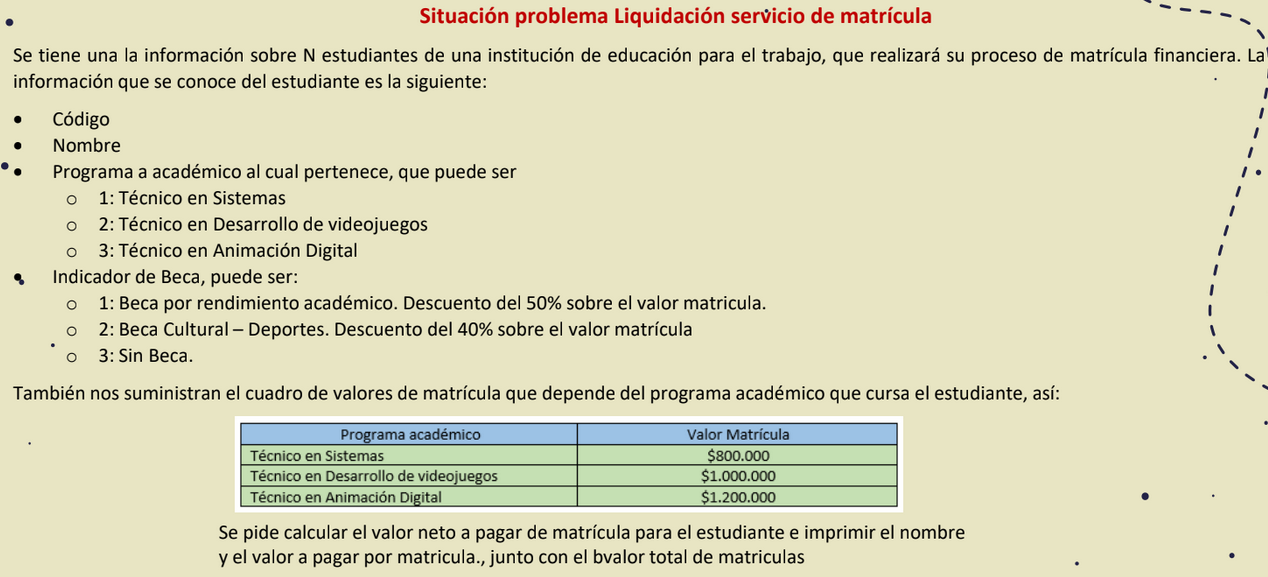 Situación problema Liquidación servicio de matrícula
Se tiene una la información sobre N estudiantes de una institución de educación para el trabajo, que realizará su proceso de matrícula financiera. La
información que se conoce del estudiante es la siguiente:
• Código
• Nombre
• Programa a académico al cual pertenece, que puede ser
o 1: Técnico en Sistemas
o 2: Técnico en Desarrollo de videojuegos
o 3: Técnico en Animación Digital
• Indicador de Beca, puede ser:
o 1: Beca por rendimiento académico. Descuento del 50% sobre el valor matricula.
o 2: Beca Cultural – Deportes. Descuento del 40% sobre el valor matrícula
o 3: Sin Beca.
También nos suministran el cuadro de valores de matrícula que depende del programa académico que cursa el estudiante, así:
Programa académico Valor Matrícula
Técnico en Sistemas $800.000
Técnico en Desarrollo de videojuegos $1.000.000
Técnico en Animación Digital $1.200.000
Se pide calcular el valor neto a pagar de matrícula para el estudiante e imprimir el nombre
y el valor a pagar por matricula., junto con el bvalor total de matriculas